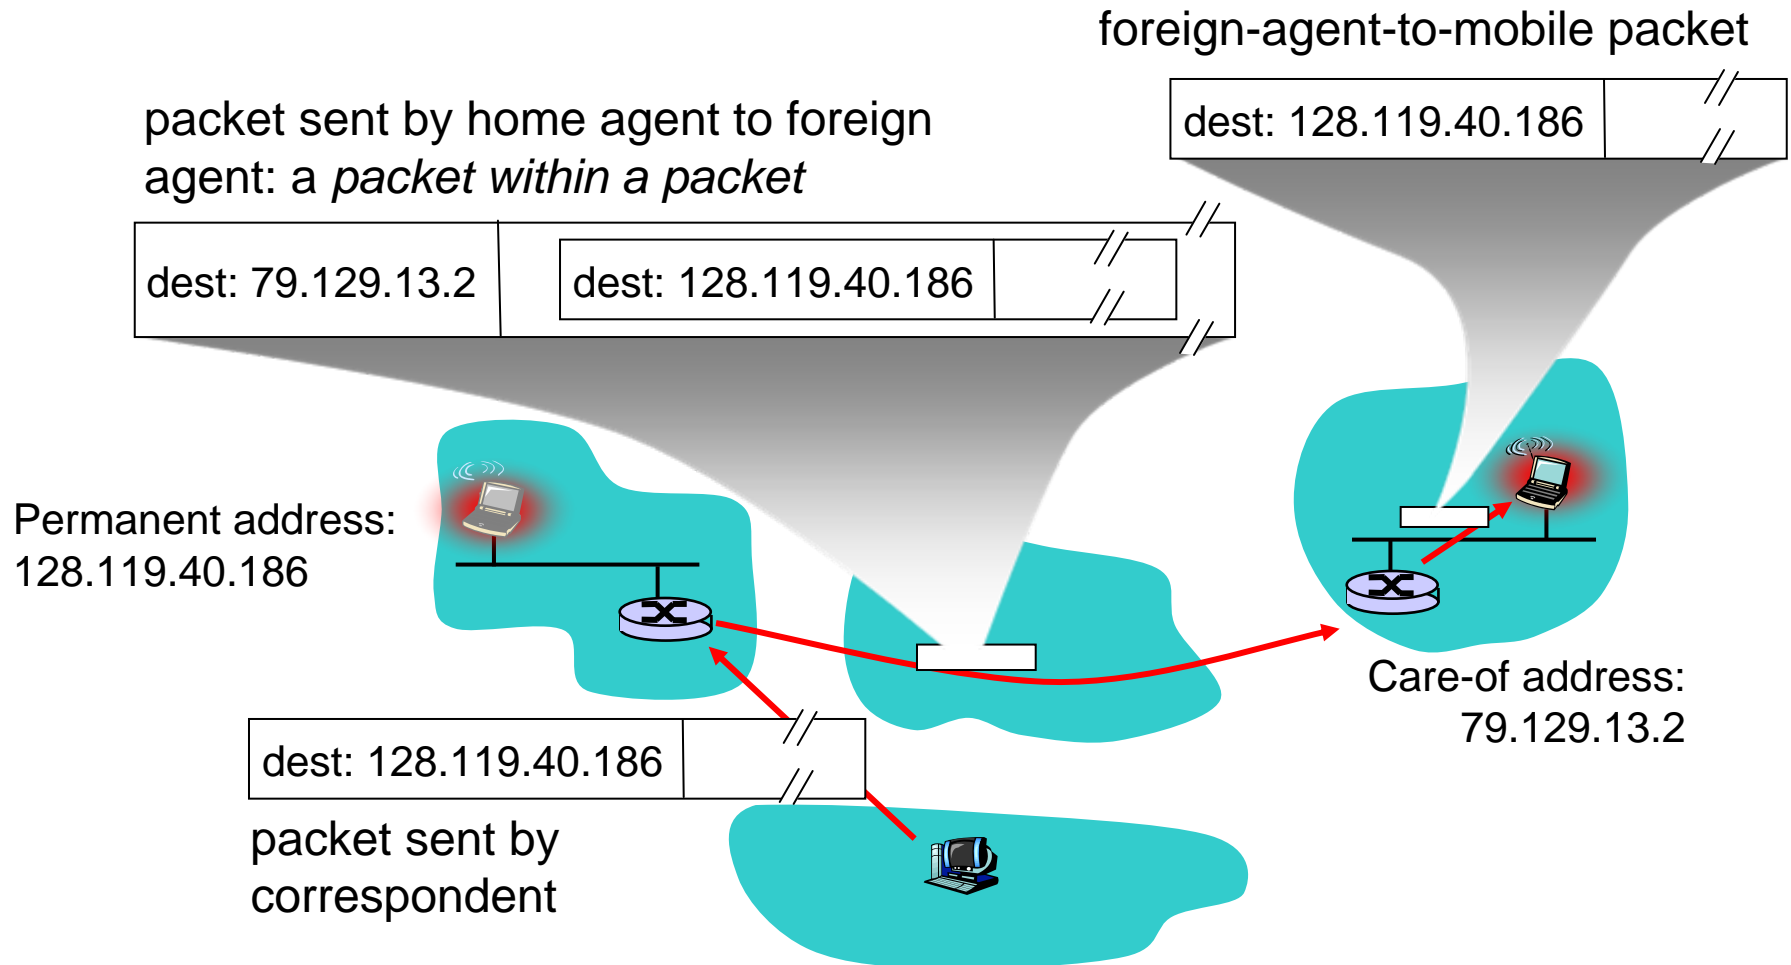 foreign-agent-to-mobile packet
dest: 128.119.40.186
packet sent by home agent to foreign
agent: a packet within a packet
dest: 79.129.13.2
dest: 128.119.40.186
Permanent address:
128.119.40.186
Care-of address:
79.129.13.2
dest: 128.119.40.186
packet sent by
correspondent